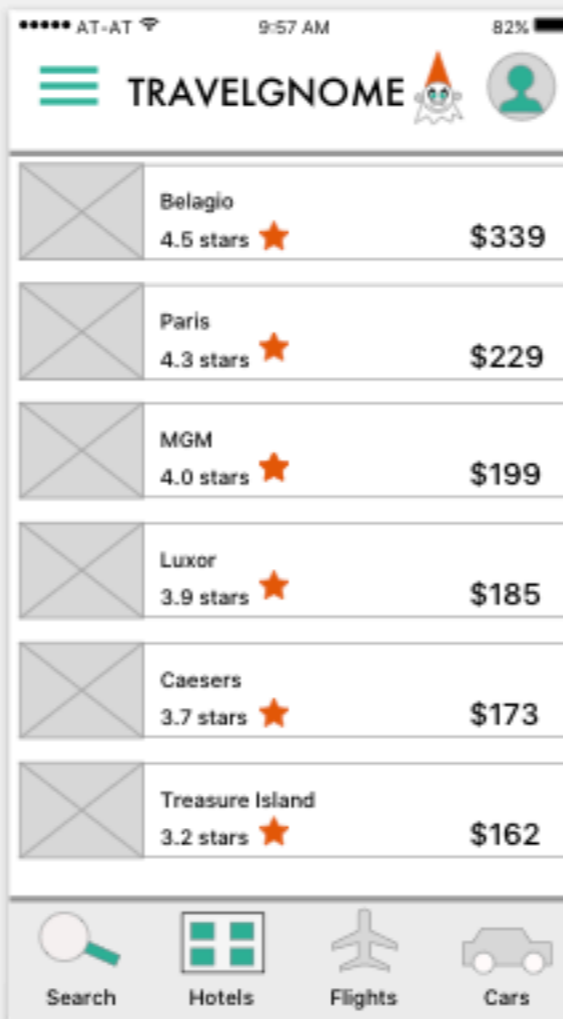 AT-AT 9:57 AM 82%
TRAVELGNOME
Belagio
4.5 stars $339
Paris
4.3 stars $229
MGM
4.0 stars $199
Luxor
3.9 stars $185
Caesers
3.7 stars $173
Treasure Island
3.2 stars $162
Search Hotels Flights Cars